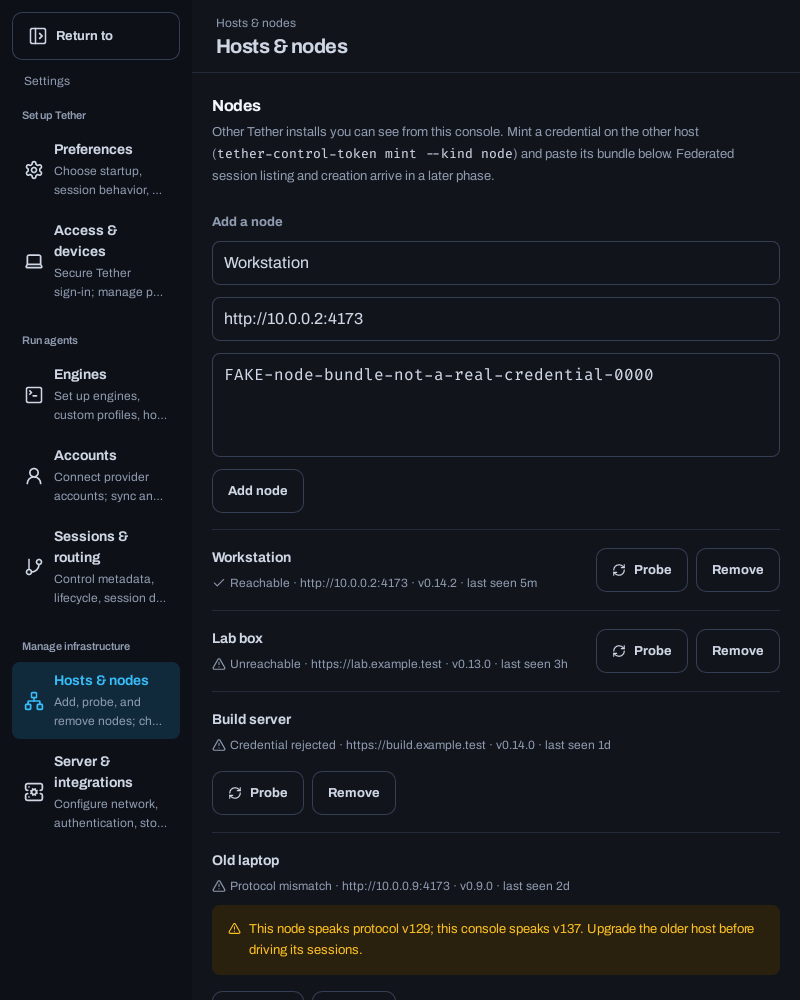 Return to
Settings
Set up Tether
Preferences
Choose startup,
session behavior, ...
Access &
devices
Secure Tether
sign-in; manage p...
Run agents
Engines
Set up engines,
custom profiles, ho...
Accounts
Connect provider
accounts; sync an...
Sessions &
routing
Control metadata,
lifecycle, session d...
Manage infrastructure
Hosts & nodes
Add, probe, and
remove nodes; ch...
Server &
integrations
Configure network,
authentication, sto...
Hosts & nodes
Hosts & nodes
Nodes
Other Tether installs you can see from this console. Mint a credential on the other host
(tether-control-token mint --kind node) and paste its bundle below. Federated
session listing and creation arrive in a later phase.
Add a node
Workstation
http://10.0.0.2:4173
FAKE-node-bundle-not-a-real-credential-0000
Add node
Workstation
Reachable · http://10.0.0.2:4173 · v0.14.2 · last seen 5m
Probe
Remove
Lab box
Unreachable · https://lab.example.test · v0.13.0 · last seen 3h
Probe
Remove
Build server
Credential rejected · https://build.example.test · v0.14.0 · last seen 1d
Probe
Remove
Old laptop
Protocol mismatch · http://10.0.0.9:4173 · v0.9.0 · last seen 2d
This node speaks protocol v129; this console speaks v137. Upgrade the older host before
driving its sessions.